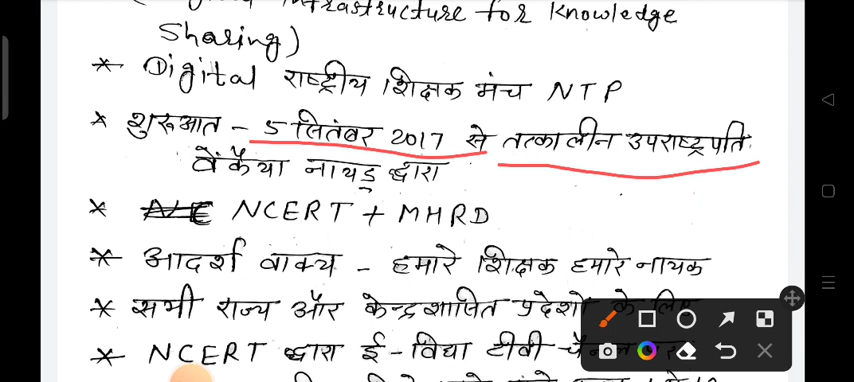 Infrastructure for Knowledge
Sharing)
* Digital राष्ट्रीय शिक्षक मंच NTP
* शुरूआत - 5 सितंबर 2017 से तत्कालीन उपराष्ट्रपति
वेंकैया नायडू द्वारा
* NCERT + MHRD
* आदर्श वाक्य - हमारे शिक्षक हमारे नायक
* सभी राज्य और केन्द्रशासित प्रदेशो के लिए
* NCERT द्वारा ई-विद्या टीवी